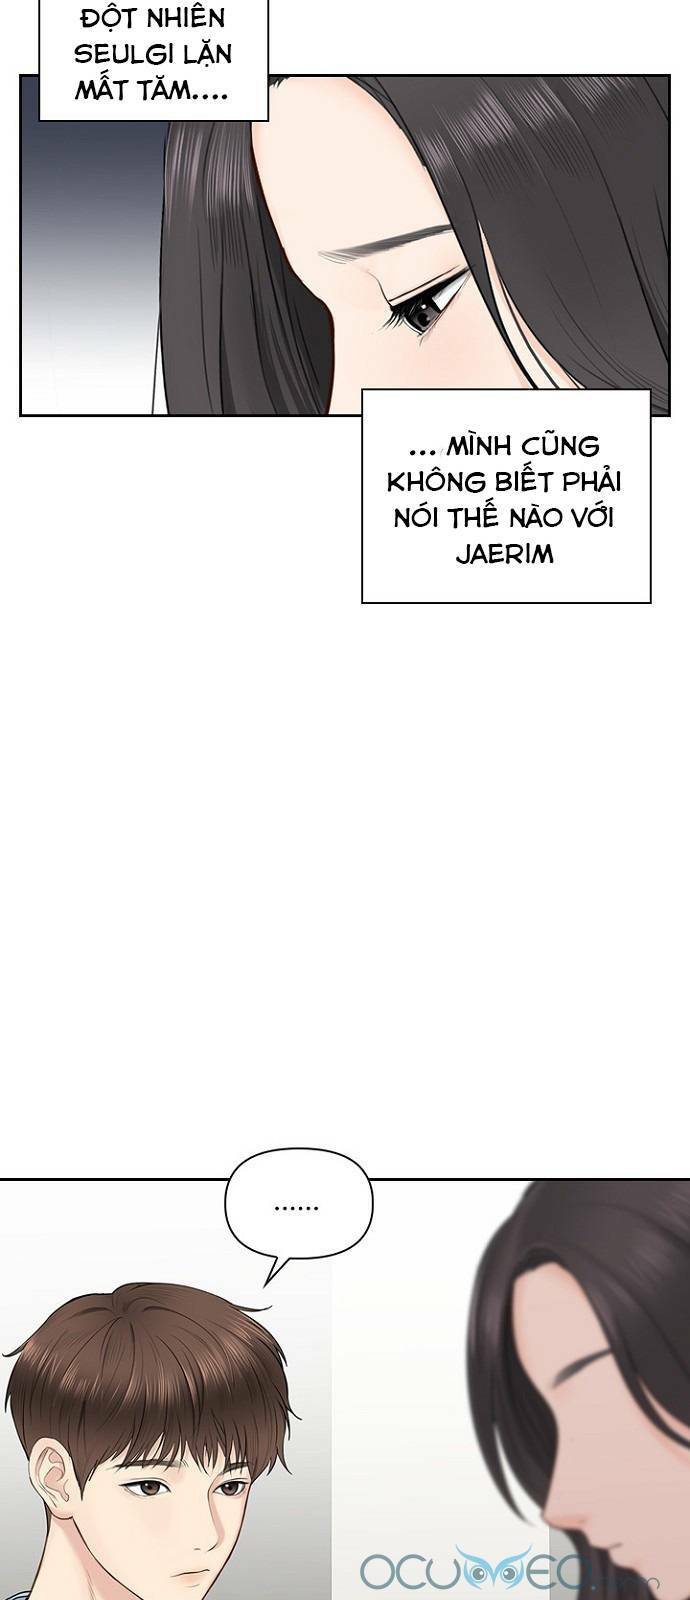 ĐỘT NHIÊN
SEULGI LẶN
MẤT TĂM....
... MÌNH CŨNG
KHÔNG BIẾT PHẢI
NÓI THẾ NÀO VỚI
JAERIM
......
OCUMEO